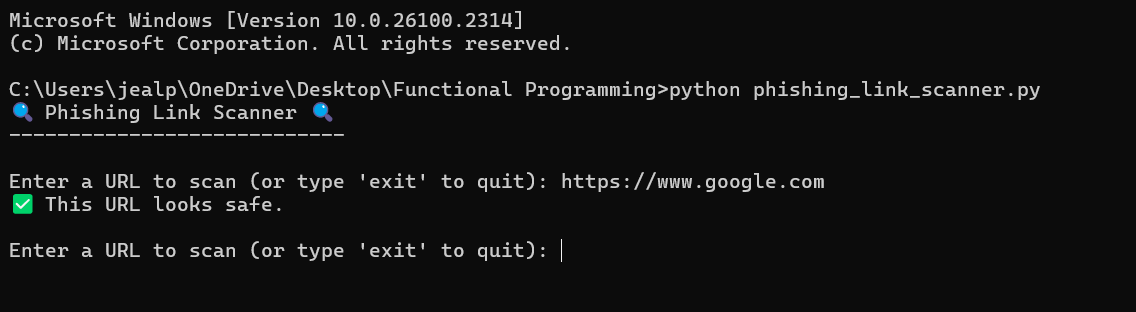 Microsoft Windows [Version 10.0.26100.2314]
(c) Microsoft Corporation. All rights reserved.
C:\Users\jealp\OneDrive\Desktop\Functional Programming>python phishing_link_scanner.py
🔍 Phishing Link Scanner 🔍
----------------------------
Enter a URL to scan (or type 'exit' to quit): https://www.google.com
✅ This URL looks safe.
Enter a URL to scan (or type 'exit' to quit):